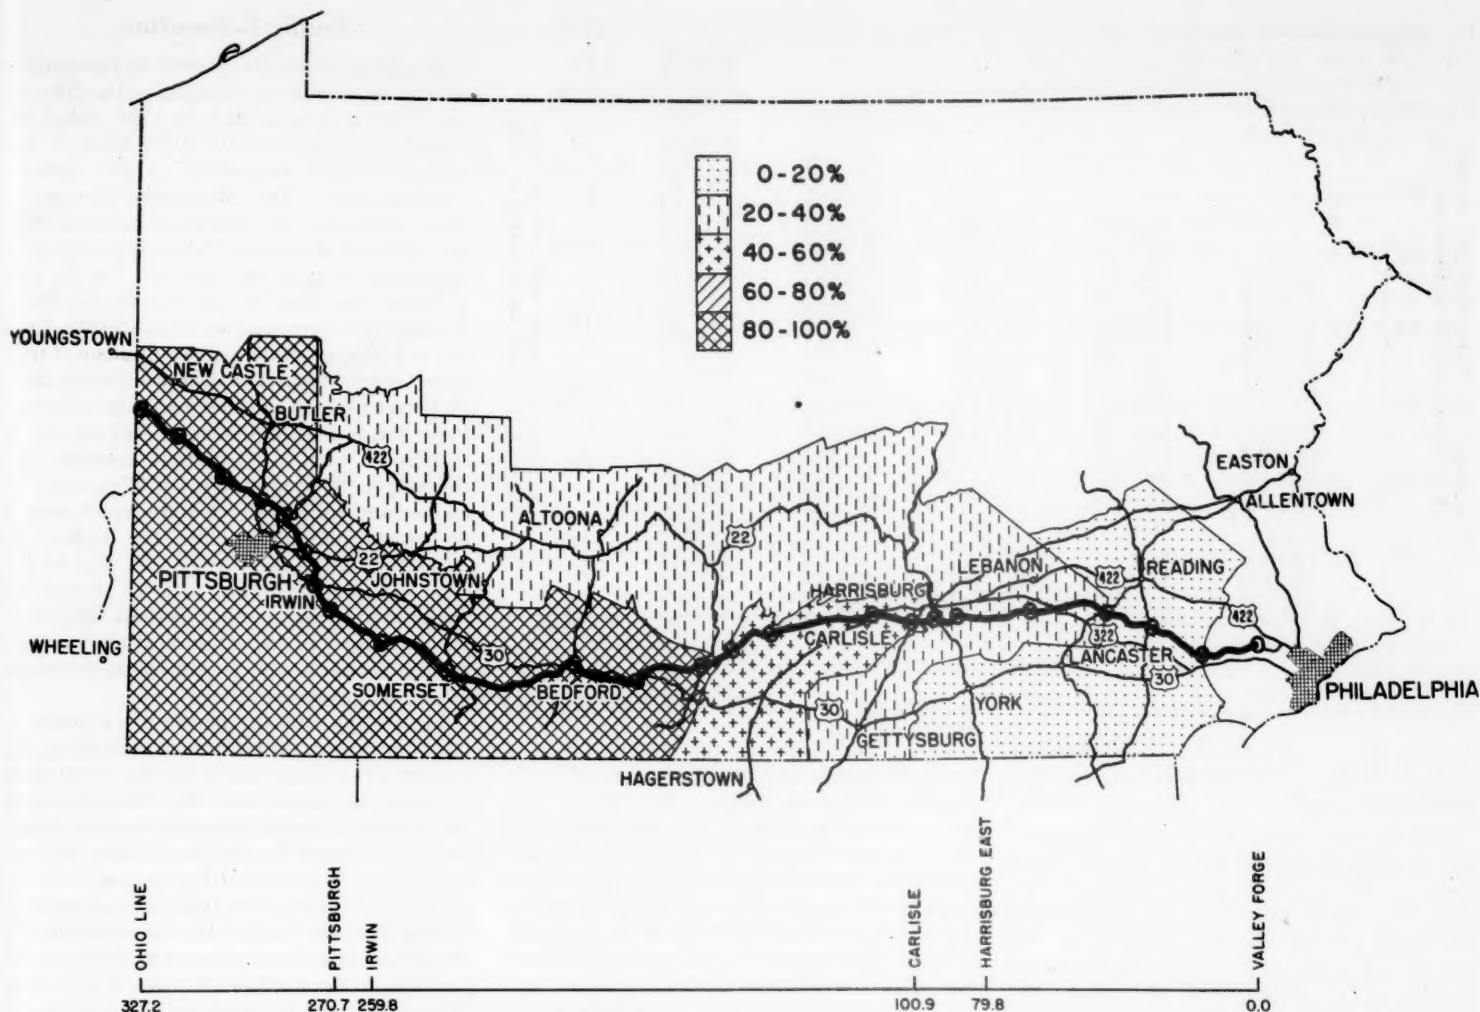 0-20%
20-40%
40-60%
60-80%
80-100%
YOUNGSTOWN
NEW CASTLE
BUTLER
422
EASTON
ALLENTOWN
ALTOONA
22
22
PITTSBURGH
JOHNSTOWN
IRWIN
HARRISBURG
LEBANON
422
READING
422
CARLISLE
322
LANCASTER
WHEELING
30
SOMERSET
BEDFORD
30
30
YORK
PHILADELPHIA
GETTYSBURG
HAGERSTOWN
OHIO LINE
PITTSBURGH
IRWIN
CARLISLE
HARRISBURG EAST
VALLEY FORGE
327.2
270.7
259.8
100.9
79.8
0.0